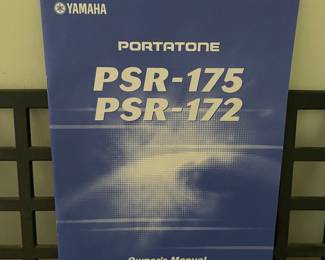 YAMAHA
PORTATONE
PSR-175
PSR-172
Owner's Manual